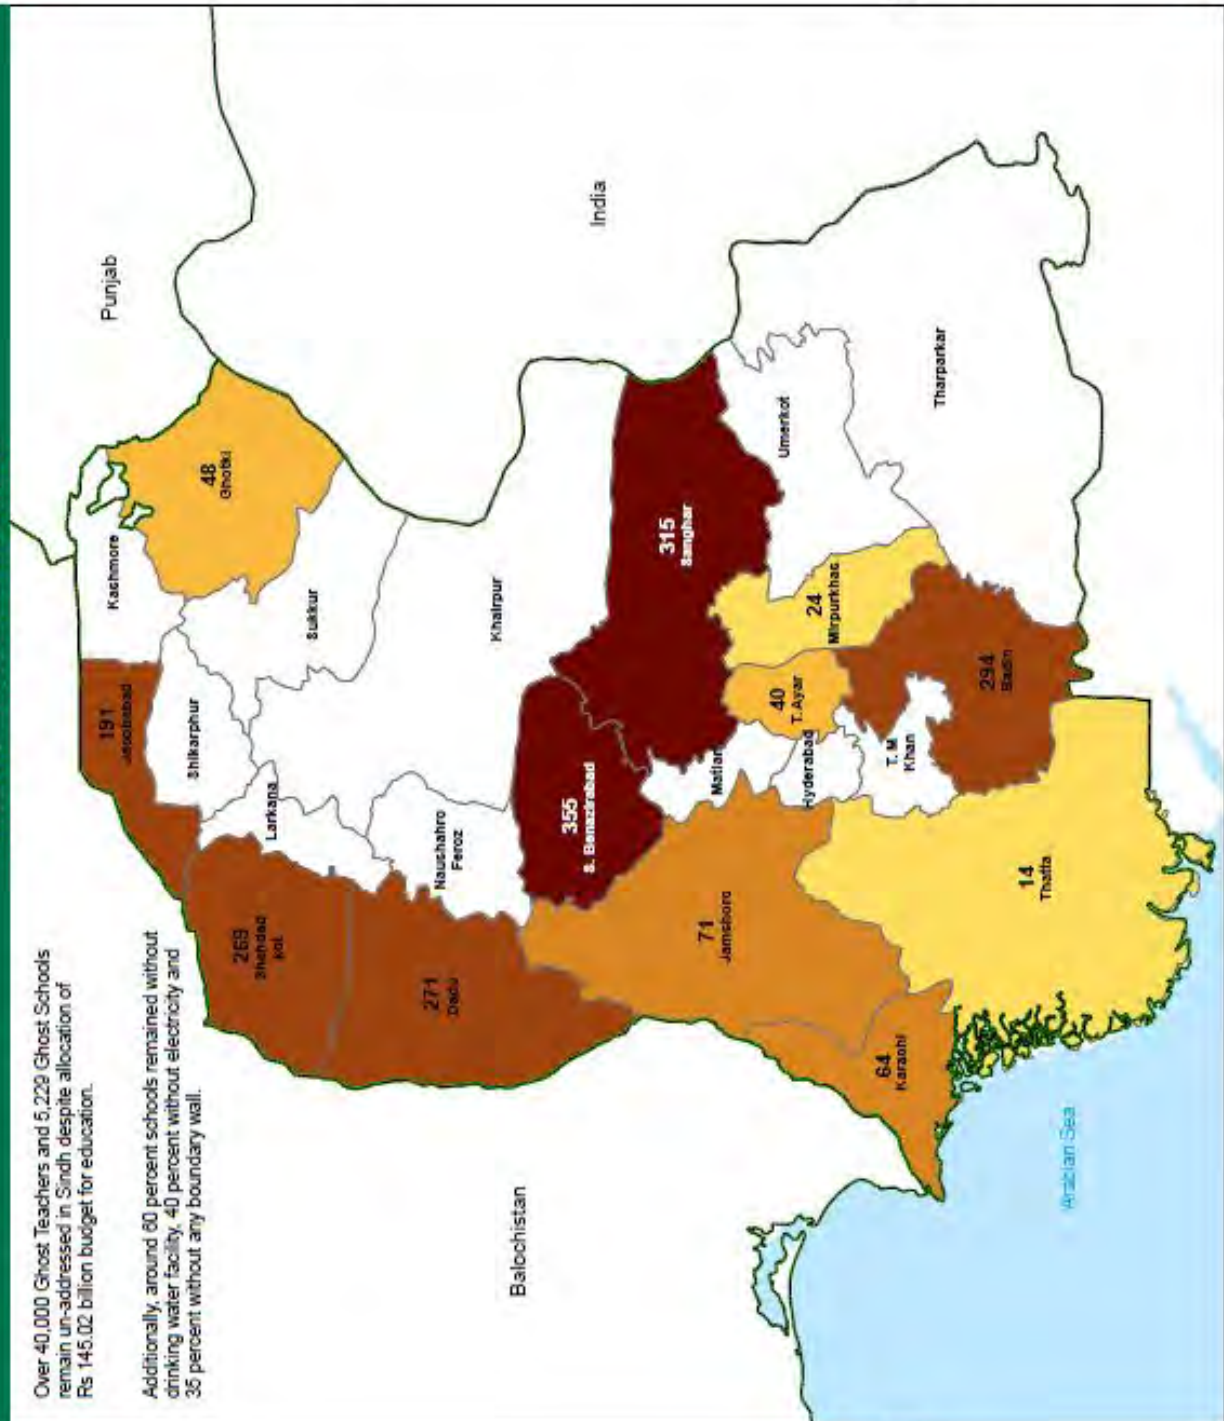 Over 40,000 Ghost Teachers and 5,229 Ghost Schools
remain un-addressed in Sindh despite allocation of
Rs 145.02 billion budget for education.
Additionally, around 60 percent schools remained without
drinking water facility, 40 percent without electricity and
35 percent without any boundary wall.
Punjab
Kashmore
48
Ghotki
191
Jacobabad
Shikarphur
Sukkur
269
Shahdad
kot
Larkana
Khairpur
India
271
Dadu
Naushahro
Feroz
355
S. Benazirabad
315
Sanghar
Balochistan
71
Jamshoro
Matiari
40
T.Ayar
24
Mirpurkhas
Umerkot
Hyderabad
T. M
Khan
64
Karachi
294
Badin
Tharparkar
14
Thatta
Arabian Sea